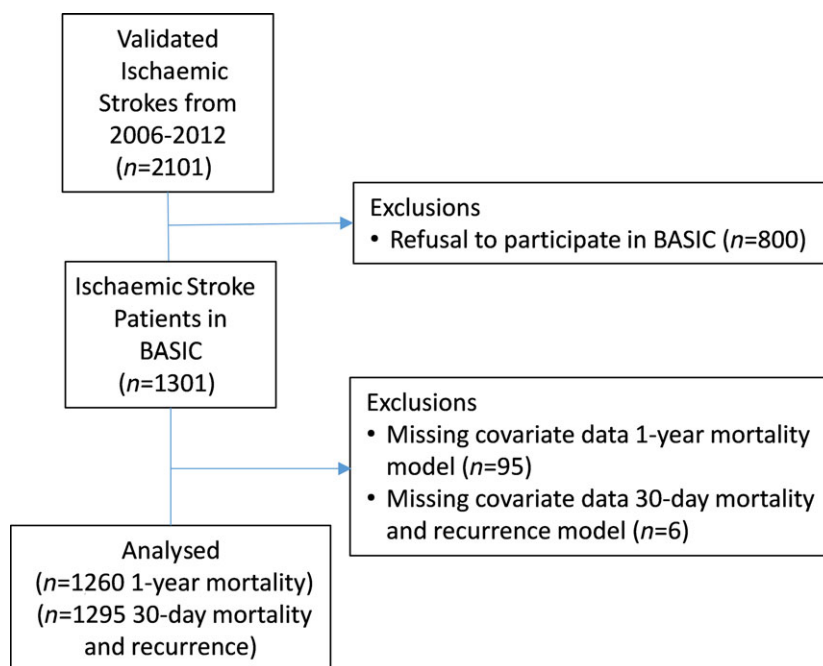 Validated
Ischaemic
Strokes from
2006-2012
(n=2101)
Exclusions
• Refusal to participate in BASIC (n=800)
Ischaemic Stroke
Patients in
BASIC
(n=1301)
Exclusions
• Missing covariate data 1-year mortality
model (n=95)
• Missing covariate data 30-day mortality
and recurrence model (n=6)
Analysed
(n=1260 1-year mortality)
(n=1295 30-day mortality
and recurrence)